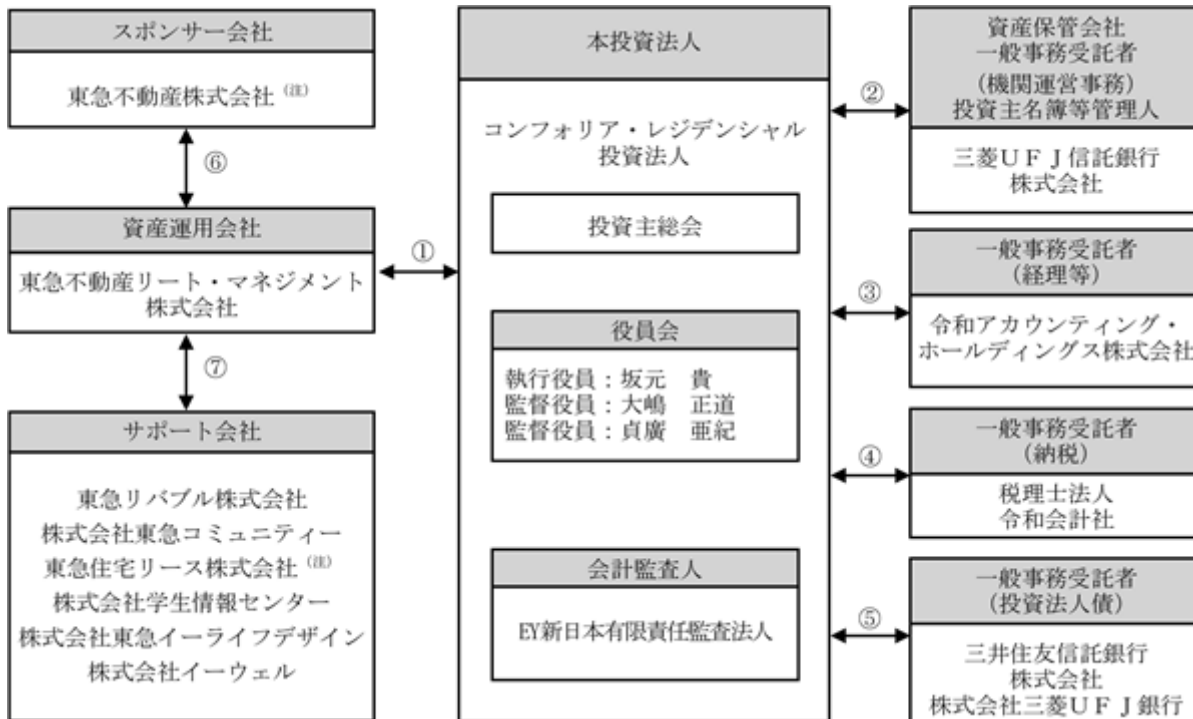 スポンサー会社
東急不動産株式会社 (注)
⑥
資産運用会社
東急不動産リート・マネジメント
株式会社
⑦
サポート会社
東急リバブル株式会社
株式会社東急コミュニティー
東急住宅リース株式会社 (注)
株式会社学生情報センター
株式会社東急イーライフデザイン
株式会社イーウェル
①
本投資法人
コンフォリア・レジデンシャル
投資法人
投資主総会
役員会
執行役員：坂元　貴
監督役員：大嶋　正道
監督役員：貞廣　亜紀
会計監査人
EY新日本有限責任監査法人
②
資産保管会社
一般事務受託者
(機関運営事務)
投資主名簿等管理人
三菱ＵＦＪ信託銀行
株式会社
③
一般事務受託者
(経理等)
令和アカウンティング・
ホールディングス株式会社
④
一般事務受託者
(納税)
税理士法人
令和会計社
⑤
一般事務受託者
(投資法人債)
三井住友信託銀行
株式会社
株式会社三菱ＵＦＪ銀行